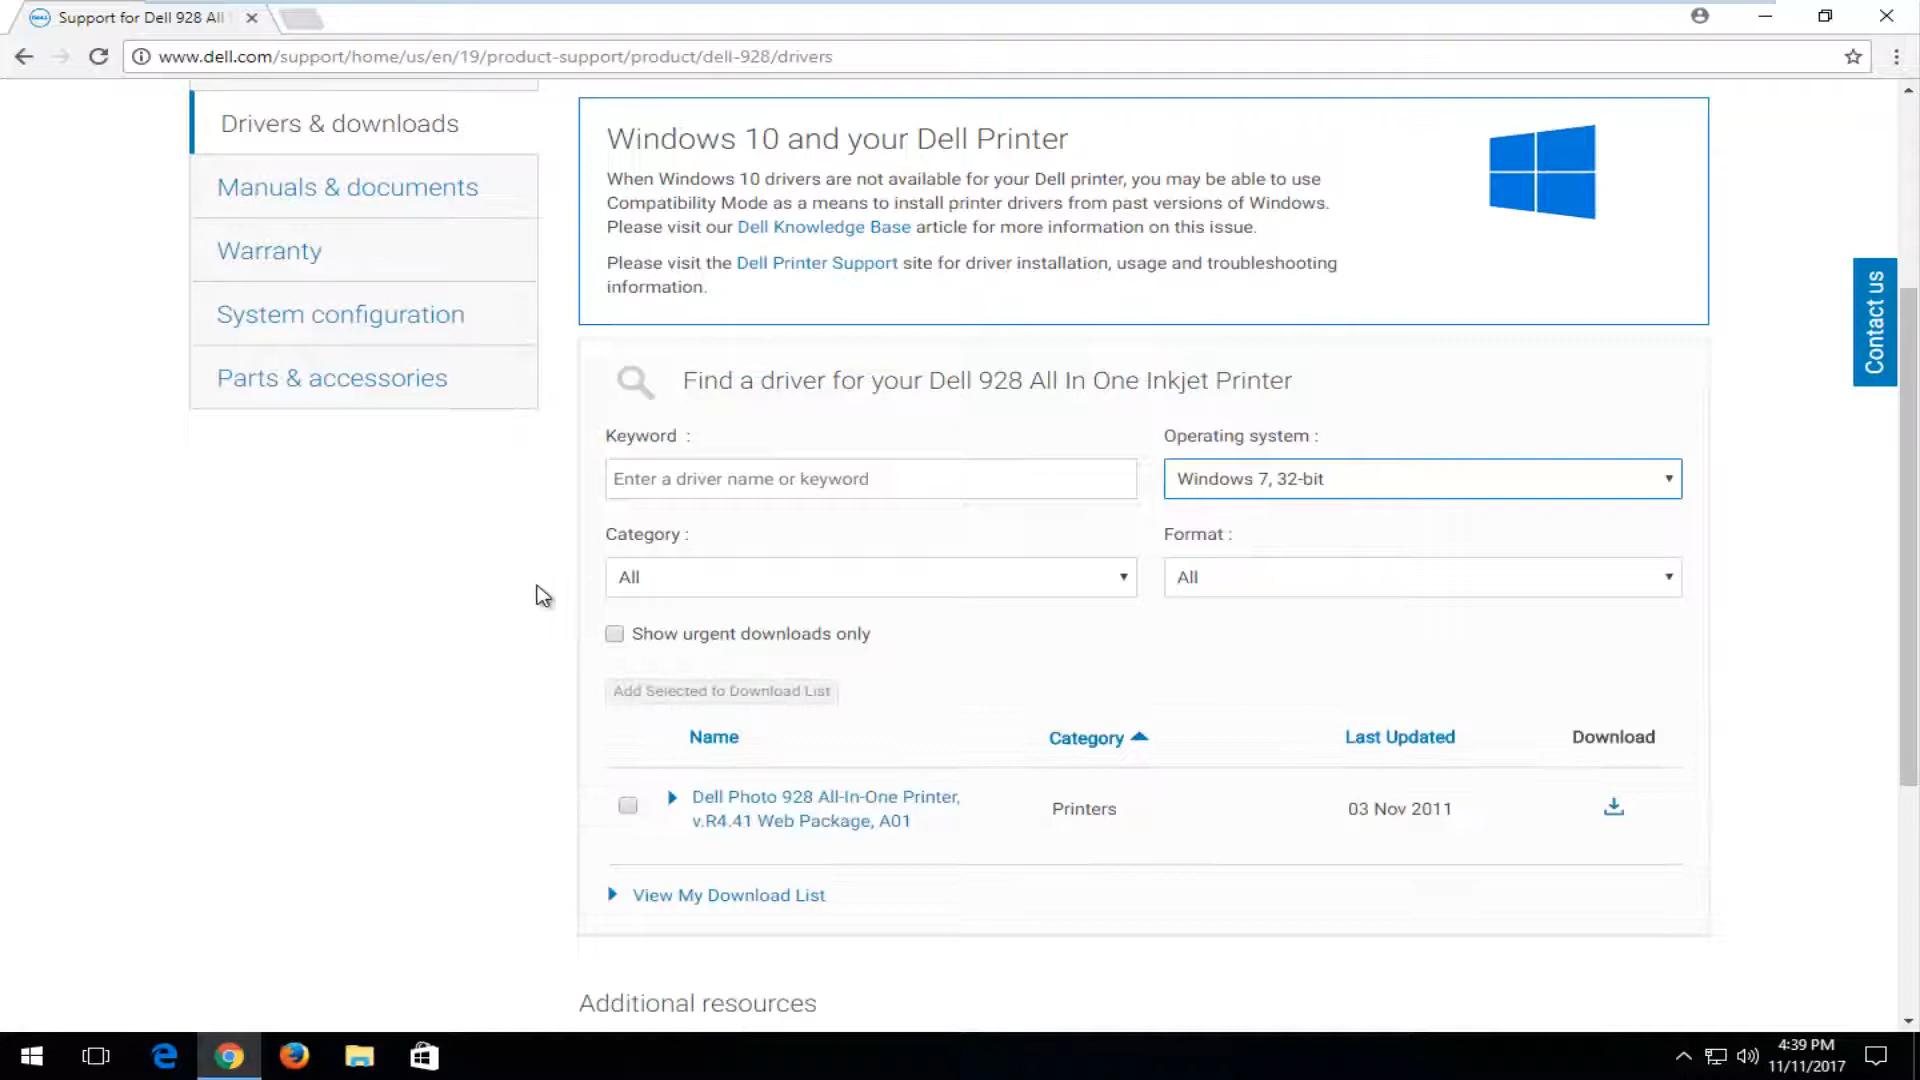 Support for Dell 928 All
www.dell.com/support/home/us/en/19/product-support/product/dell-928/drivers
Drivers & downloads
Manuals & documents
Warranty
System configuration
Parts & accessories
Windows 10 and your Dell Printer
When Windows 10 drivers are not available for your Dell printer, you may be able to use
Compatibility Mode as a means to install printer drivers from past versions of Windows.
Please visit our Dell Knowledge Base article for more information on this issue.
Please visit the Dell Printer Support site for driver installation, usage and troubleshooting
information.
Contact us
Find a driver for your Dell 928 All In One Inkjet Printer
Keyword :
Operating system :
Enter a driver name or keyword
Windows 7, 32-bit
Category :
Format :
All
All
Show urgent downloads only
Add Selected to Download List
Name
Category
Last Updated
Download
Dell Photo 928 All-In-One Printer,
v.R4.41 Web Package, A01
Printers
03 Nov 2011
View My Download List
Additional resources
4:39 PM
11/11/2017